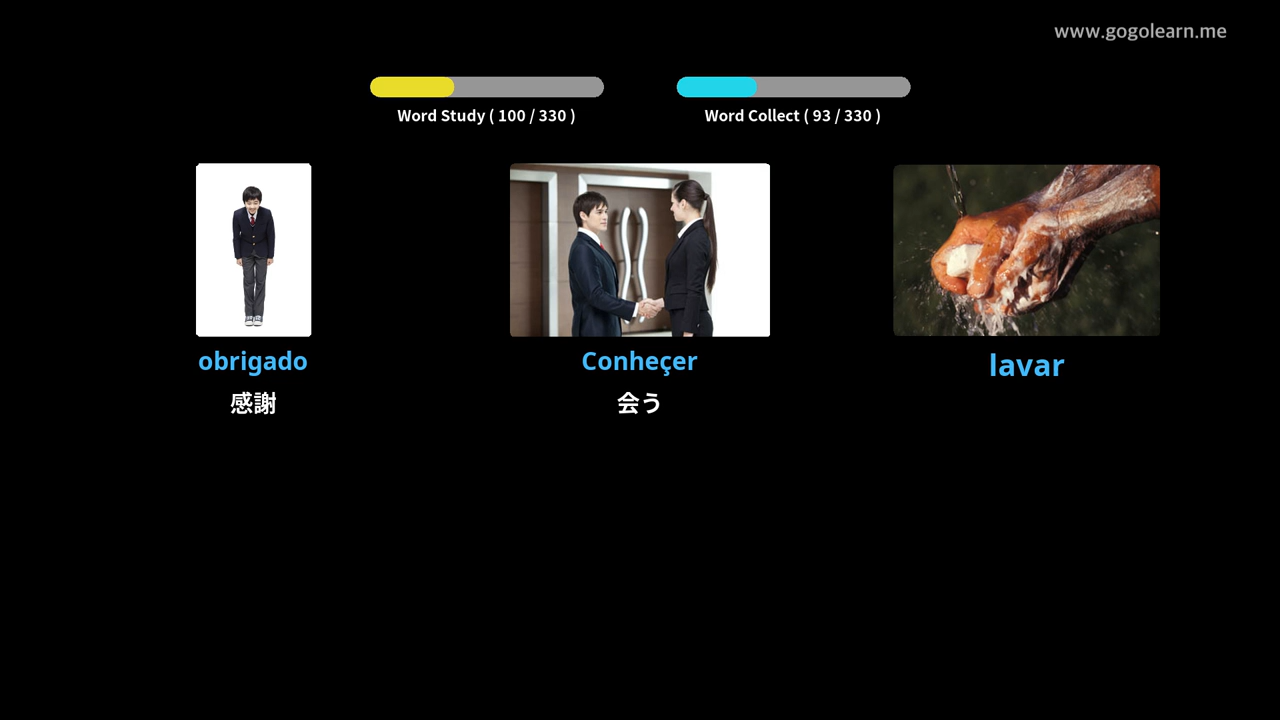 www.gogolearn.me
Word Study ( 100 / 330 )
Word Collect ( 93 / 330 )
obrigado
感謝
Conheçer
会う
lavar